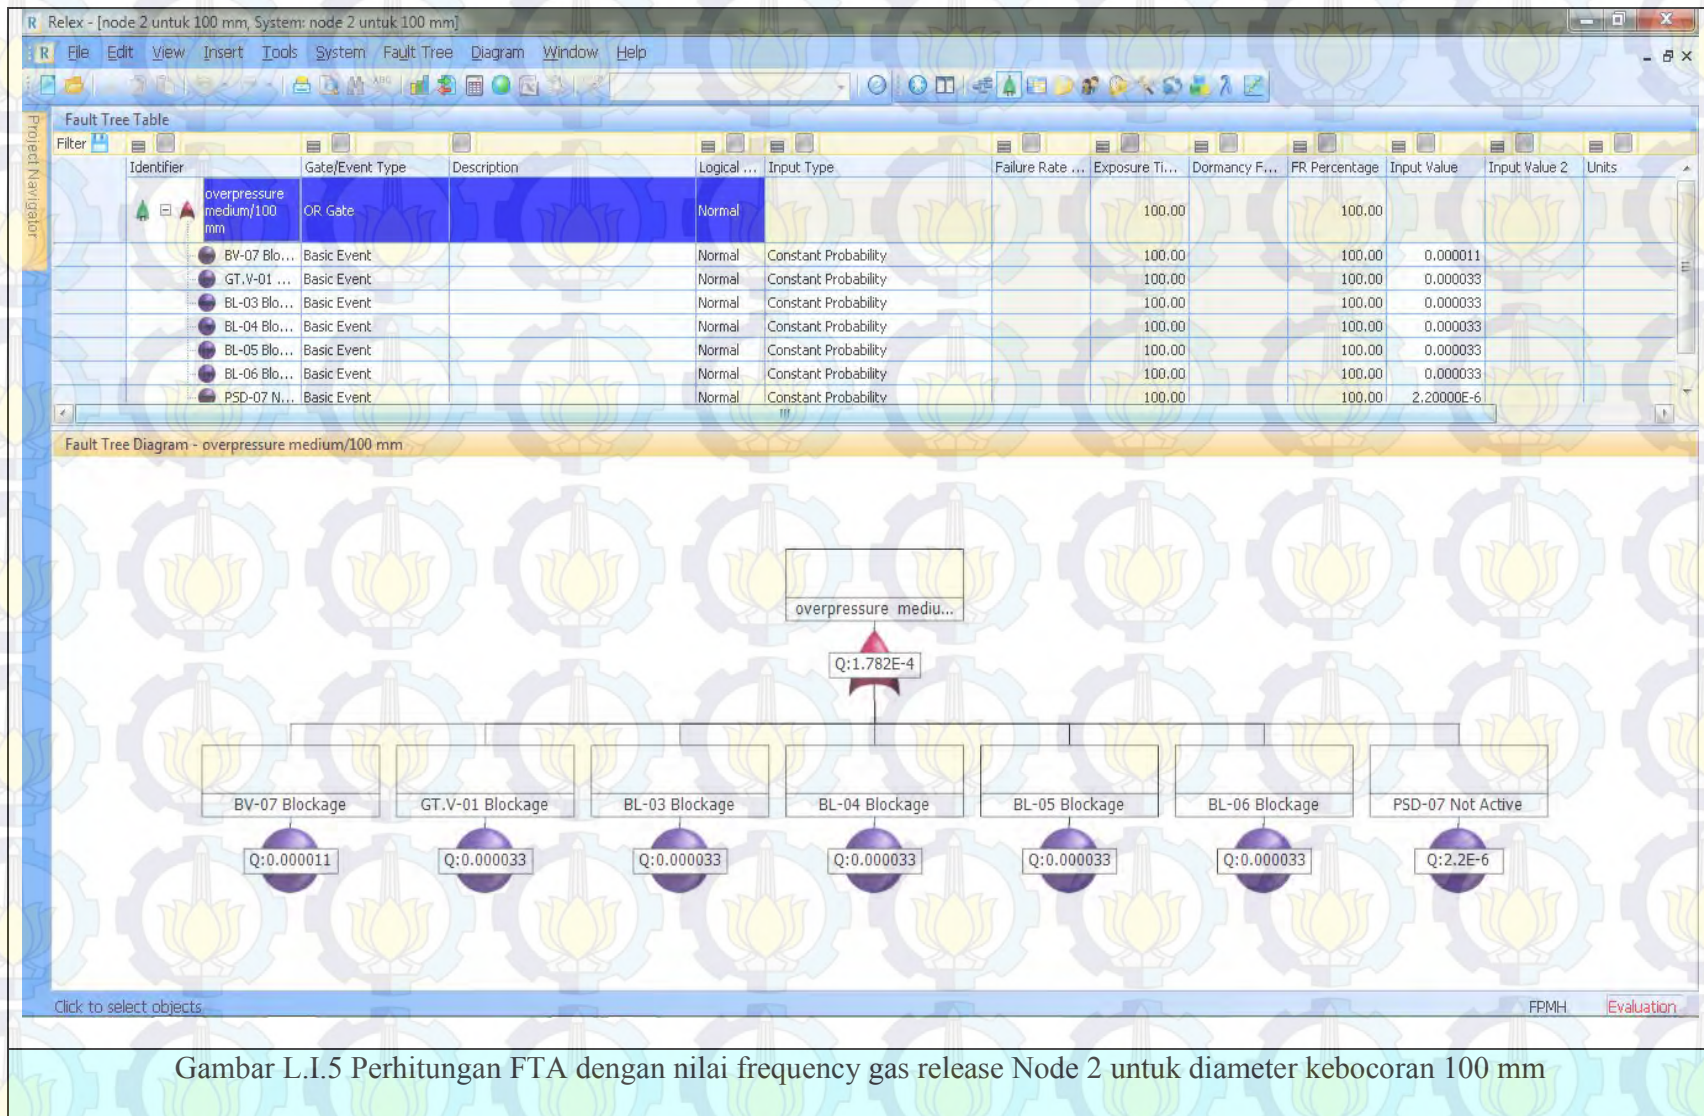 Relex - [node 2 untuk 100 mm, System: node 2 untuk 100 mm]
File Edit View Insert Tools System Fault Tree Diagram Window Help
Project Navigator
Fault Tree Table
Filter
Identifier Gate/Event Type Description Logical ... Input Type Failure Rate ... Exposure Ti... Dormancy F... FR Percentage Input Value Input Value 2 Units
overpressure medium/100 mm OR Gate Normal 100.00 100.00
BV-07 Blo... Basic Event Normal Constant Probability 100.00 100.00 0.000011
GT.V-01 ... Basic Event Normal Constant Probability 100.00 100.00 0.000033
BL-03 Blo... Basic Event Normal Constant Probability 100.00 100.00 0.000033
BL-04 Blo... Basic Event Normal Constant Probability 100.00 100.00 0.000033
BL-05 Blo... Basic Event Normal Constant Probability 100.00 100.00 0.000033
BL-06 Blo... Basic Event Normal Constant Probability 100.00 100.00 0.000033
PSD-07 N... Basic Event Normal Constant Probability 100.00 100.00 2.20000E-6
Fault Tree Diagram - overpressure medium/100 mm
overpressure mediu...
Q:1.782E-4
BV-07 Blockage GT.V-01 Blockage BL-03 Blockage BL-04 Blockage BL-05 Blockage BL-06 Blockage PSD-07 Not Active
Q:0.000011 Q:0.000033 Q:0.000033 Q:0.000033 Q:0.000033 Q:0.000033 Q:2.2E-6
Click to select objects FPMH Evaluation
Gambar L.I.5 Perhitungan FTA dengan nilai frequency gas release Node 2 untuk diameter kebocoran 100 mm